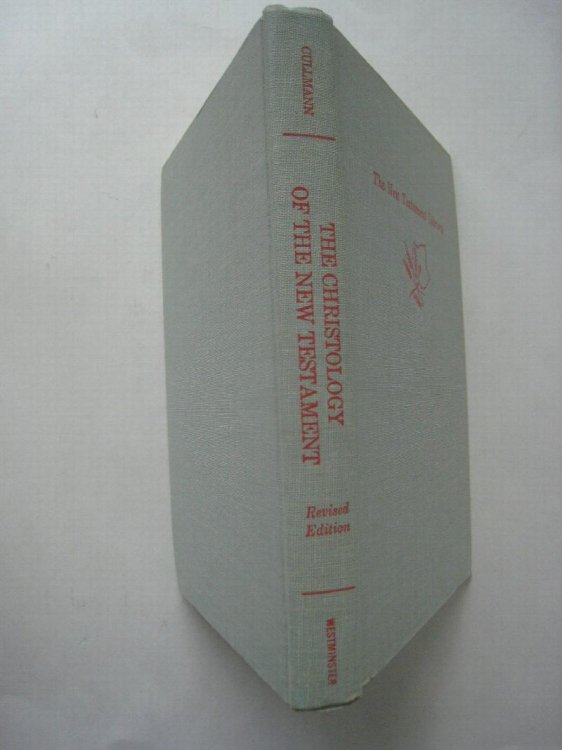 CULLMANN
THE CHRISTOLOGY
OF THE NEW TESTAMENT
Revised
Edition
WESTMINSTER
The New Testament Library